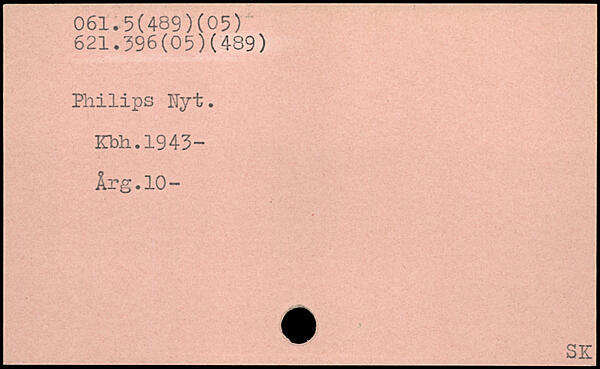 061.5(489)(05)
621.396(05)(489)
Philips Nyt.
Kbh.1943-
Årg.10-
SK